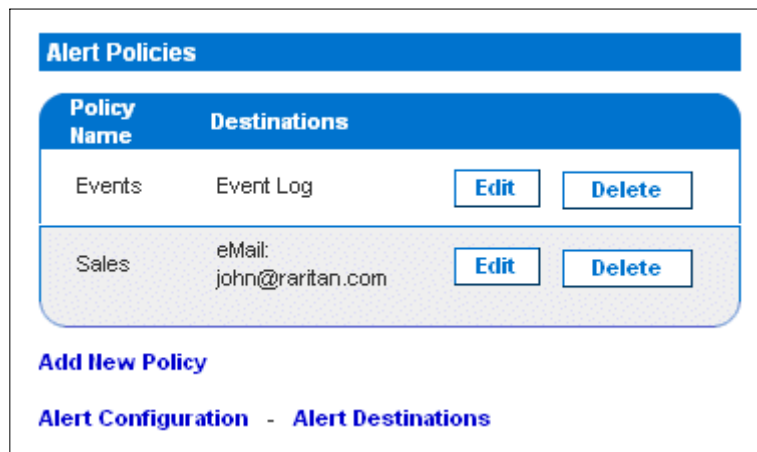 Alert Policies
Policy Name Destinations
Events Event Log Edit Delete
Sales eMail: john@raritan.com Edit Delete
Add New Policy
Alert Configuration - Alert Destinations